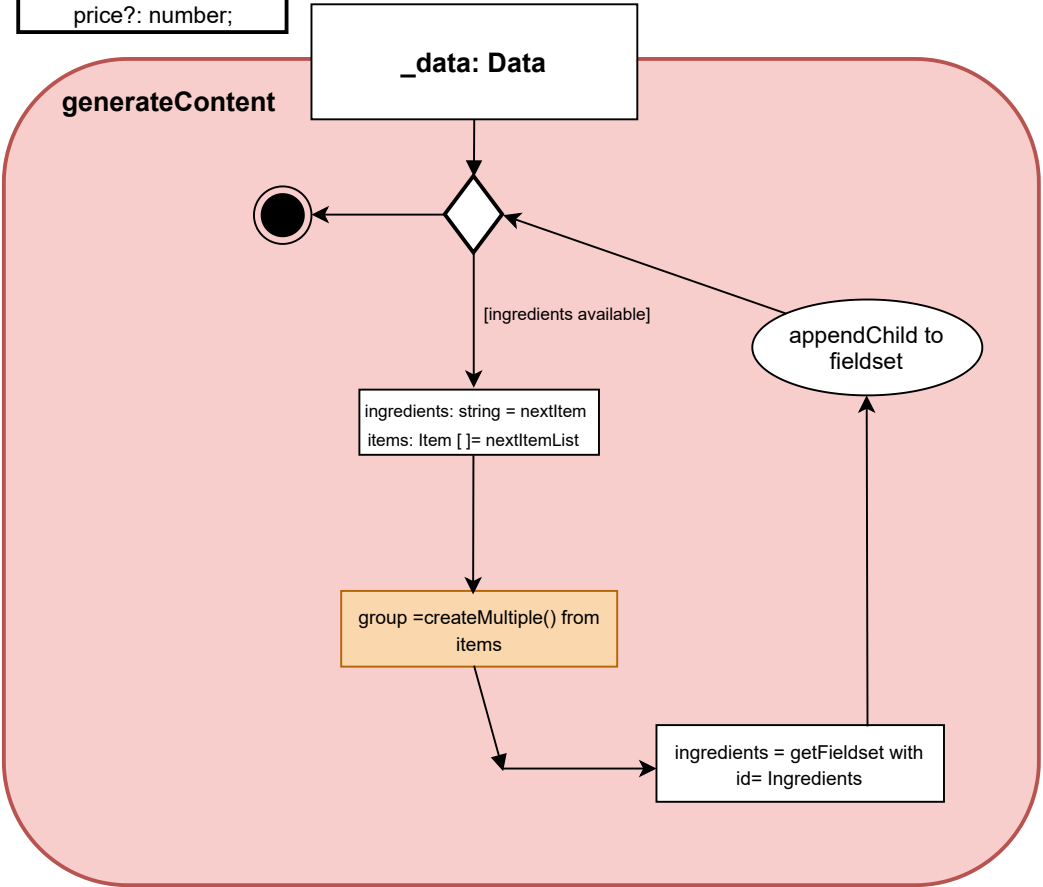 price?: number;
_data: Data
generateContent
[ingredients available]
appendChild to
fieldset
ingredients: string = nextItem
items: Item [ ]= nextItemList
group =createMultiple() from
items
ingredients = getFieldset with
id= Ingredients